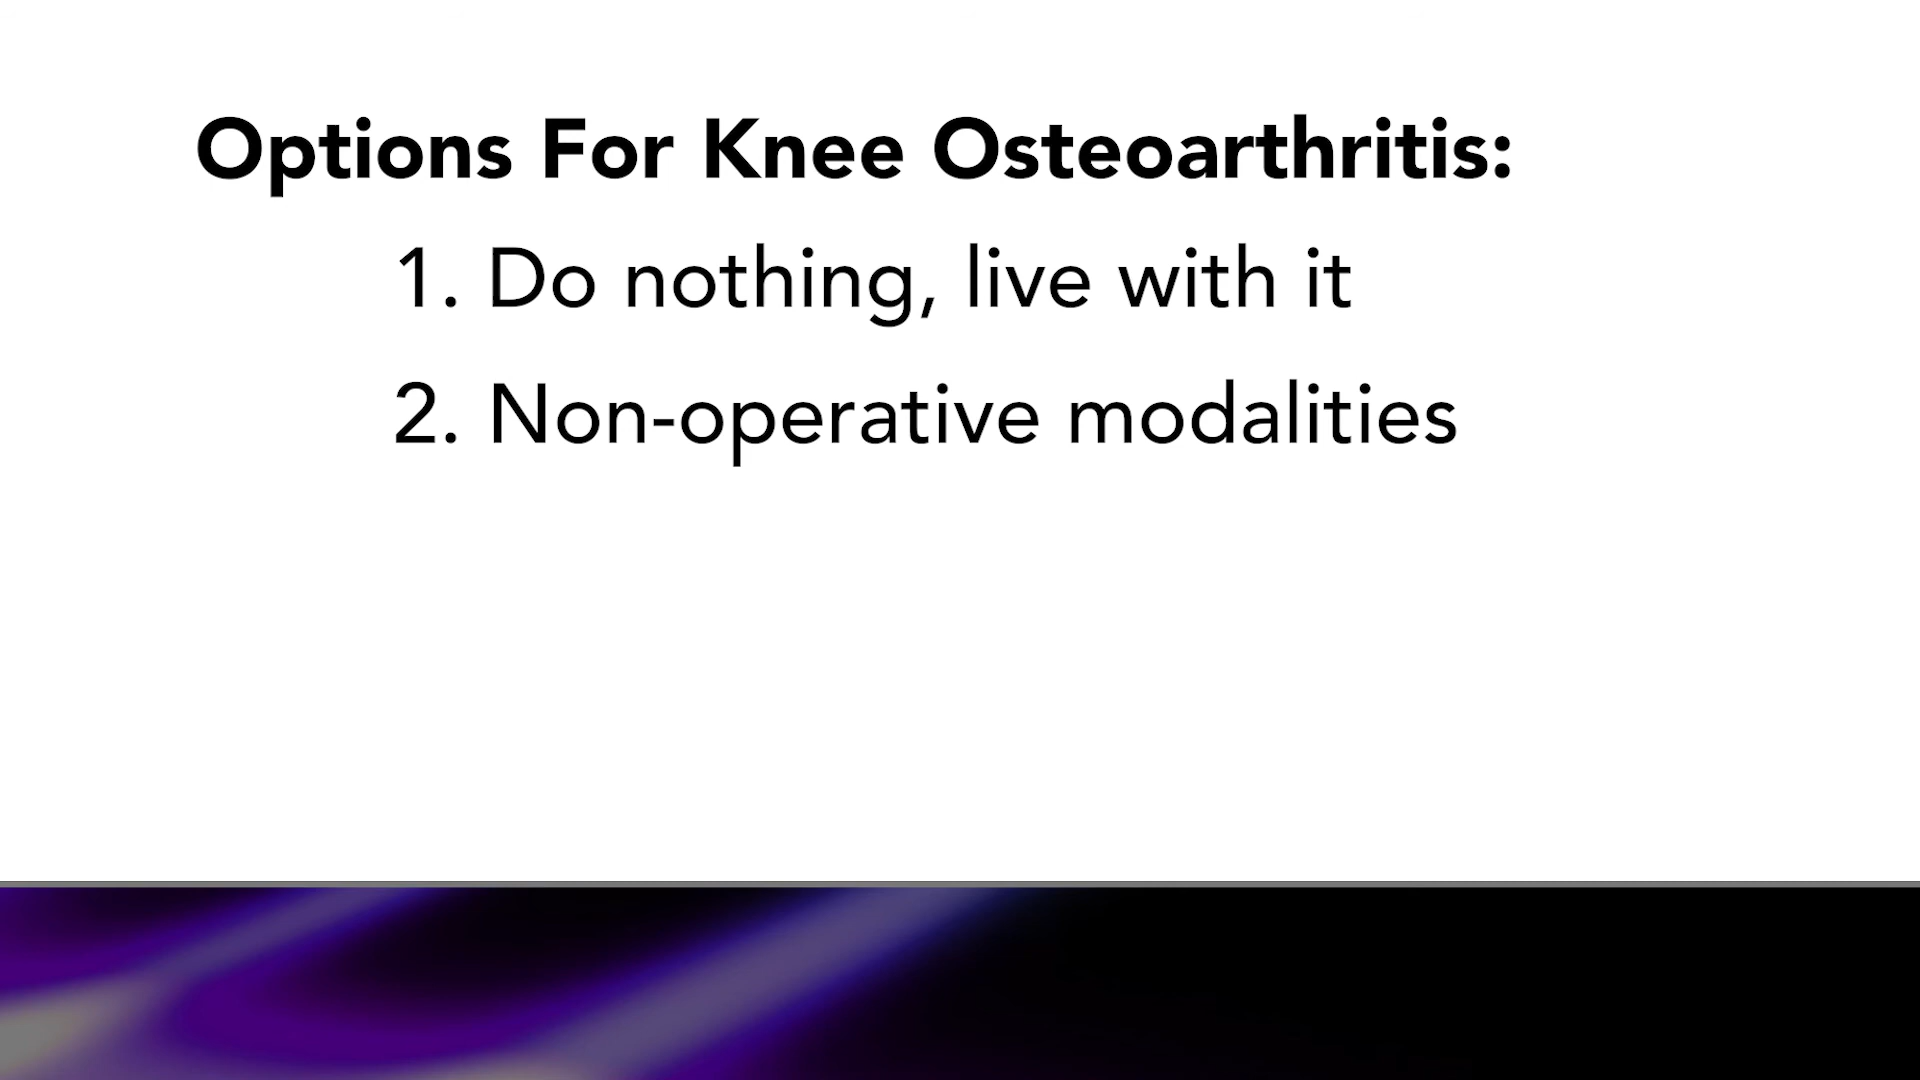 Options For Knee Osteoarthritis:
1. Do nothing, live with it
2. Non-operative modalities